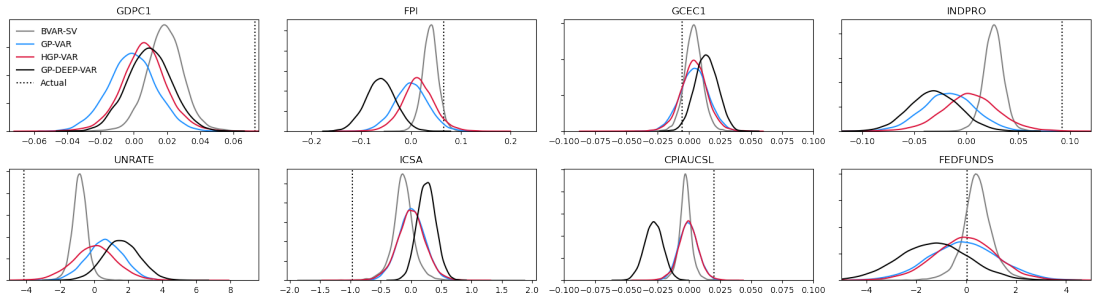 GDPC1
FPI
GCEC1
INDPRO
BVAR-SV
GP-VAR
HGP-VAR
GP-DEEP-VAR
Actual
-0.06 -0.04 -0.02 0.00 0.02 0.04 0.06
-0.2 -0.1 0.0 0.1 0.2
-0.100 -0.075 -0.050 -0.025 0.000 0.025 0.050 0.075 0.100
-0.10 -0.05 0.00 0.05 0.10
UNRATE
ICSA
CPIAUCSL
FEDFUNDS
-4 -2 0 2 4 6 8
-2.0 -1.5 -1.0 -0.5 0.0 0.5 1.0 1.5 2.0
-0.100 -0.075 -0.050 -0.025 0.000 0.025 0.050 0.075 0.100
-4 -2 0 2 4